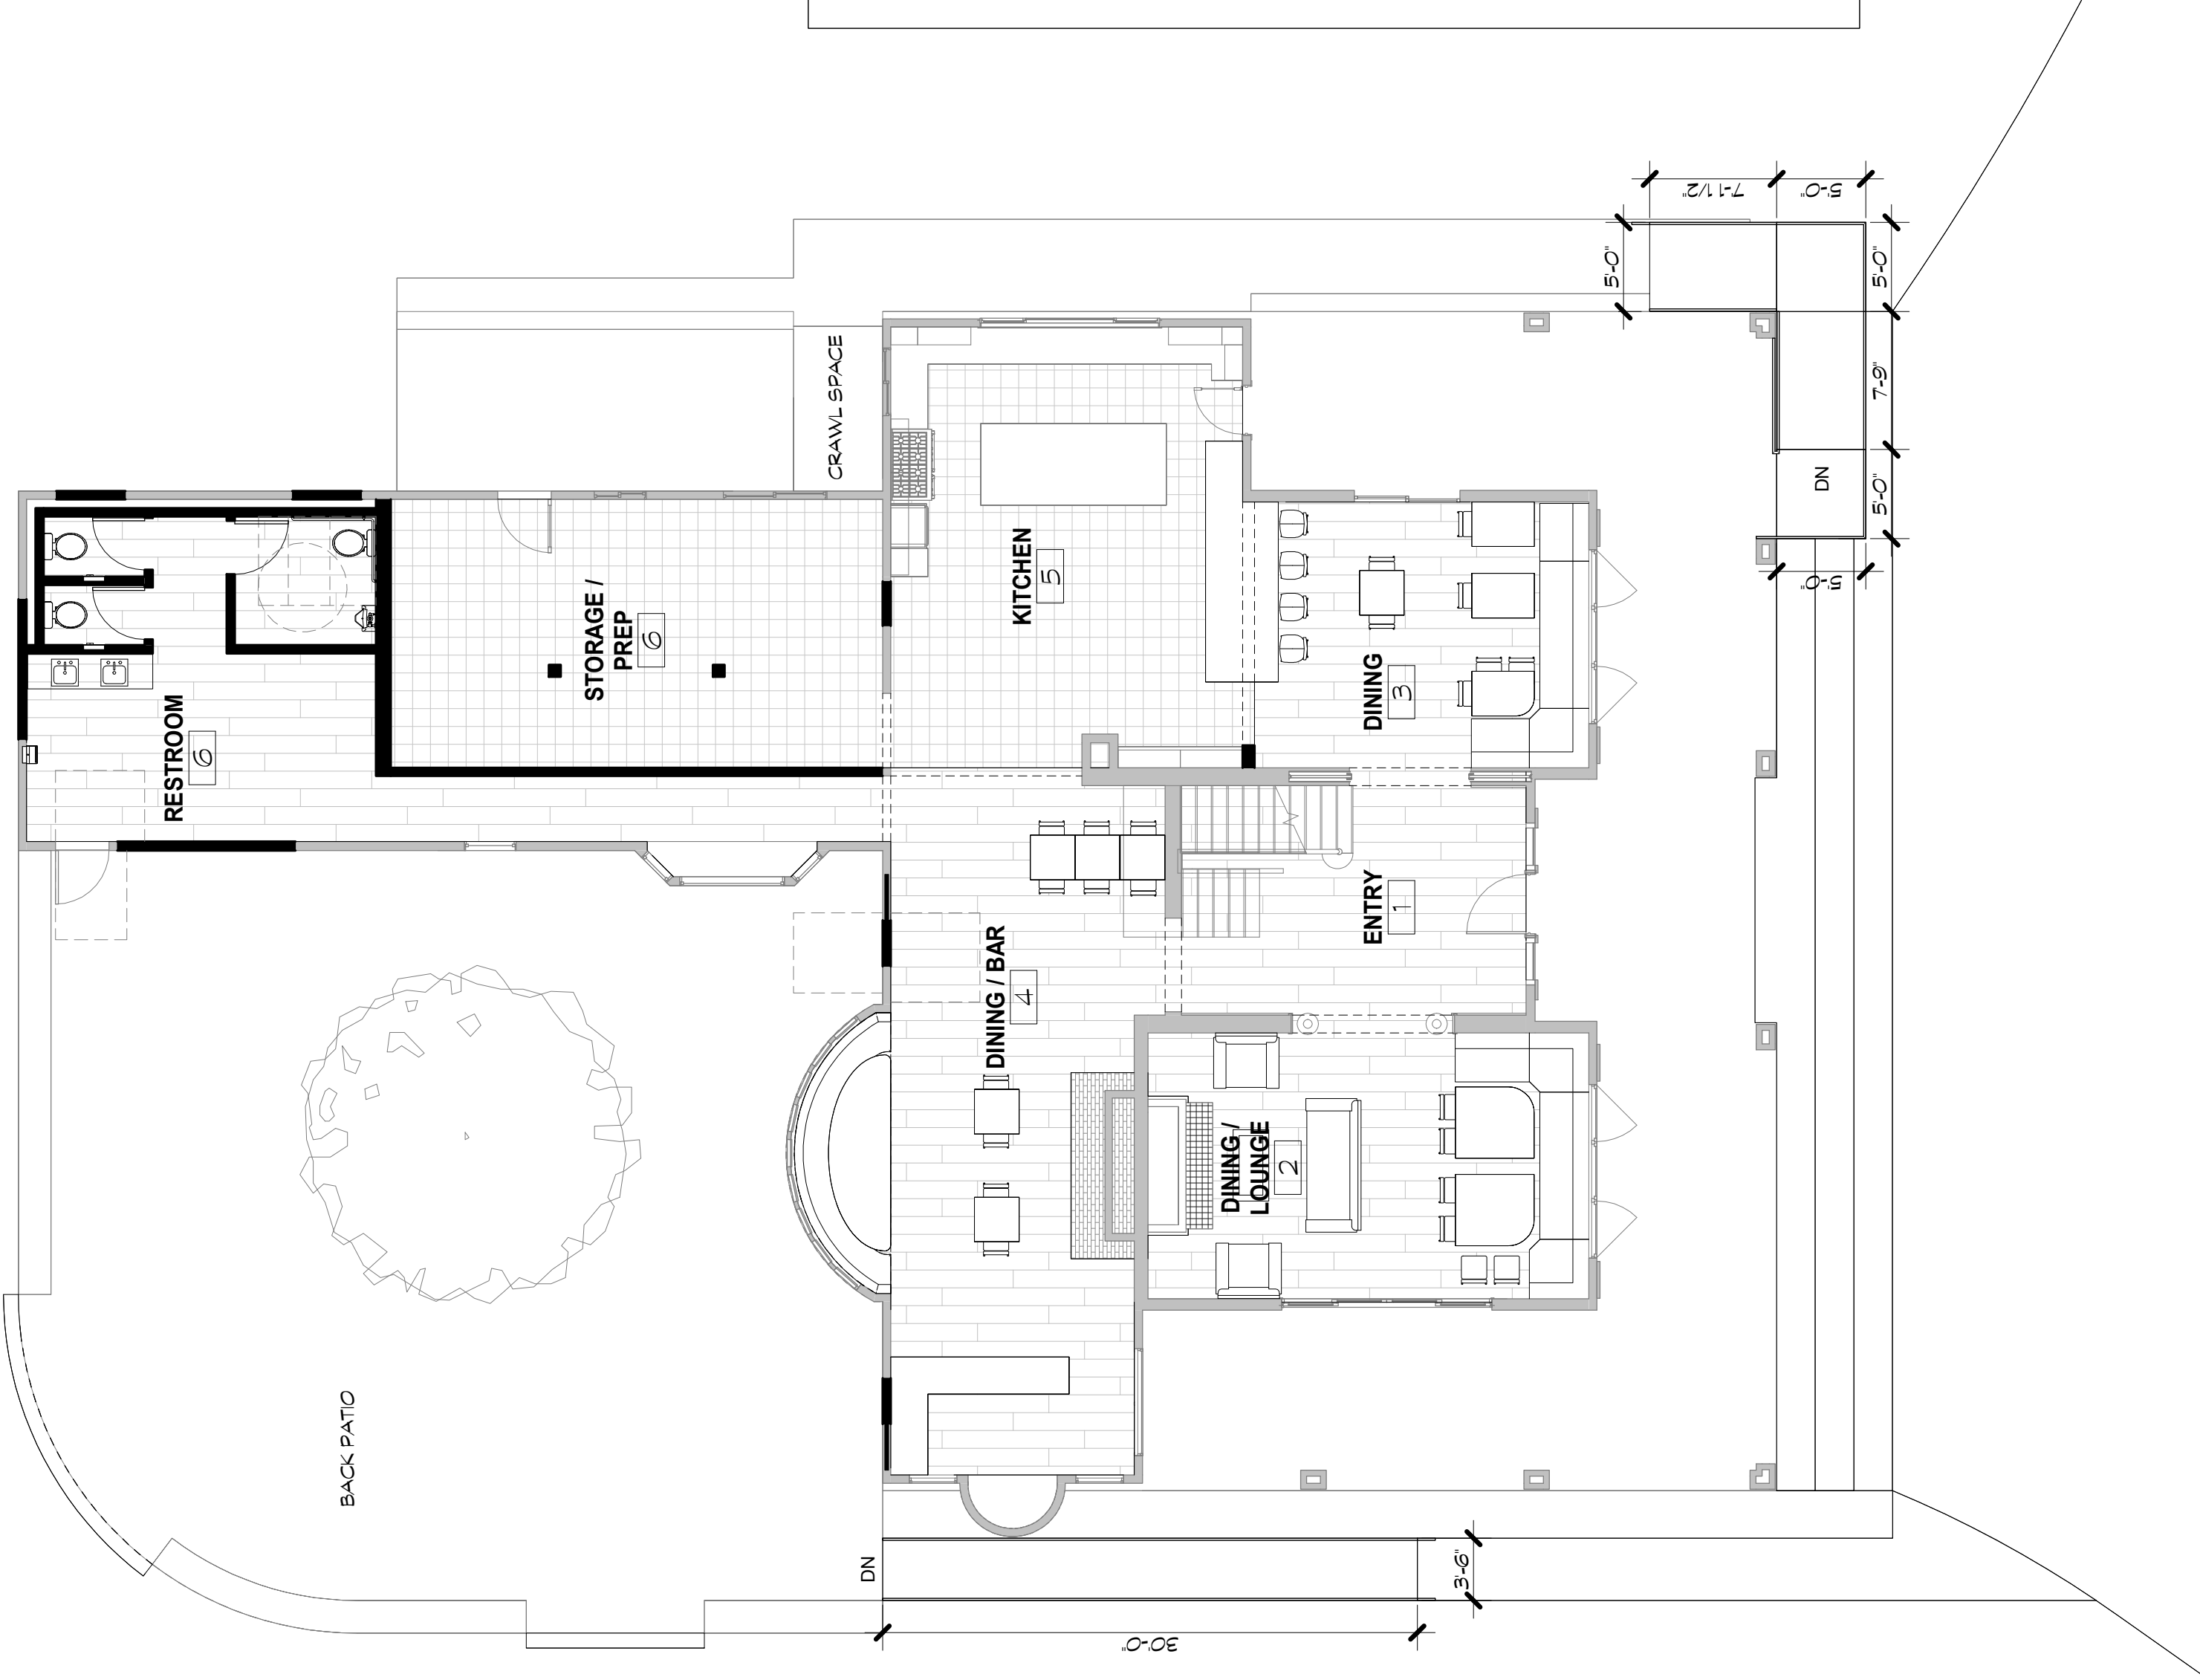 7'-1 1/2"
5'-0"
5'-0"
5'-0"
7'-9"
DN
5'-0"
5'-0"
CRAWL SPACE
STORAGE /
PREP
6
KITCHEN
5
DINING
3
RESTROOM
6
ENTRY
1
DINING / BAR
4
DINING /
LOUNGE
2
BACK PATIO
DN
3'-6"
30'-0"